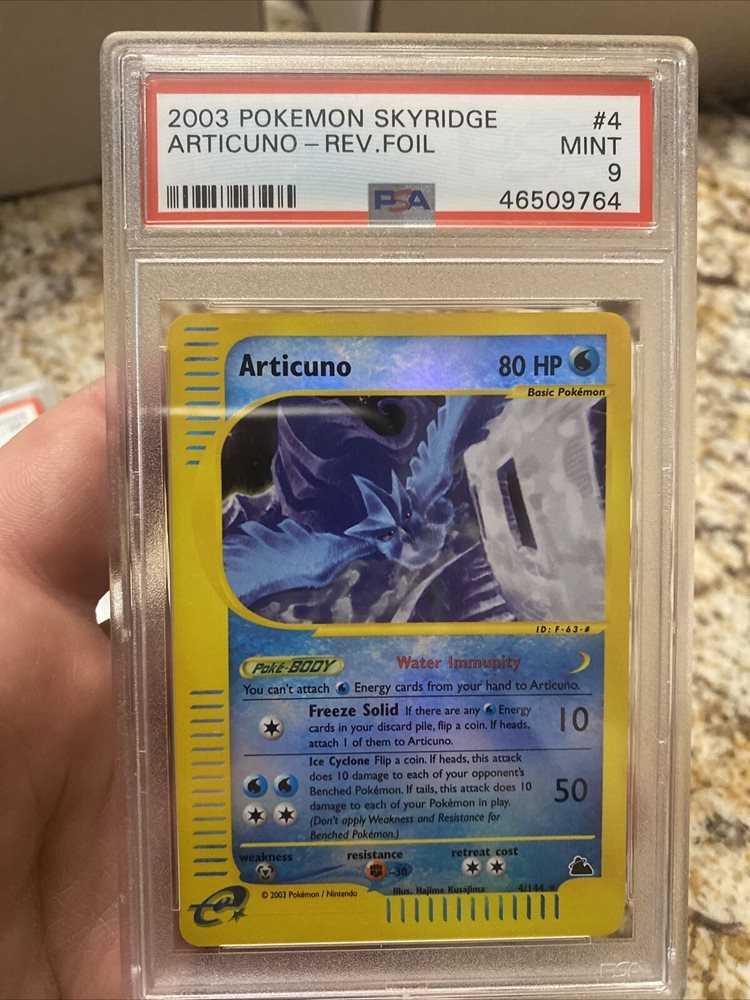 2003 POKEMON SKYRIDGE #4
ARTICUNO – REV.FOIL MINT
9
PSA 46509764
Articuno 80 HP
Basic Pokémon
ID: F-63-#
Poké-BODY Water Immunity
You can't attach Energy cards from your hand to Articuno.
Freeze Solid If there are any Energy
cards in your discard pile, flip a coin. If heads,
attach 1 of them to Articuno.
10
Ice Cyclone Flip a coin. If heads, this attack
does 10 damage to each of your opponent's
Benched Pokémon. If tails, this attack does 10
damage to each of your Pokémon in play.
(Don't apply Weakness and Resistance for
Benched Pokémon.)
50
weakness resistance retreat cost
-30
e
© 2003 Pokémon / Nintendo Illus. Hajime Kusajima 4/144 ★
PSA